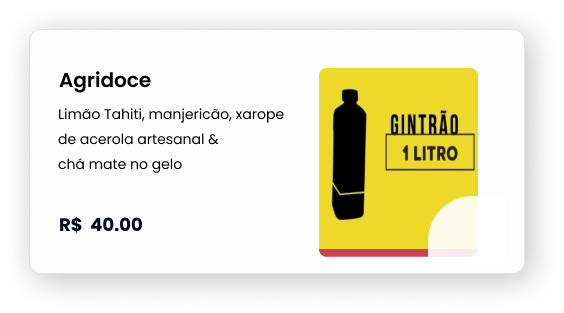 Agridoce
Limão Tahiti, manjericão, xarope
de acerola artesanal &
chá mate no gelo
R$ 40.00
GINTRÃO
1 LITRO